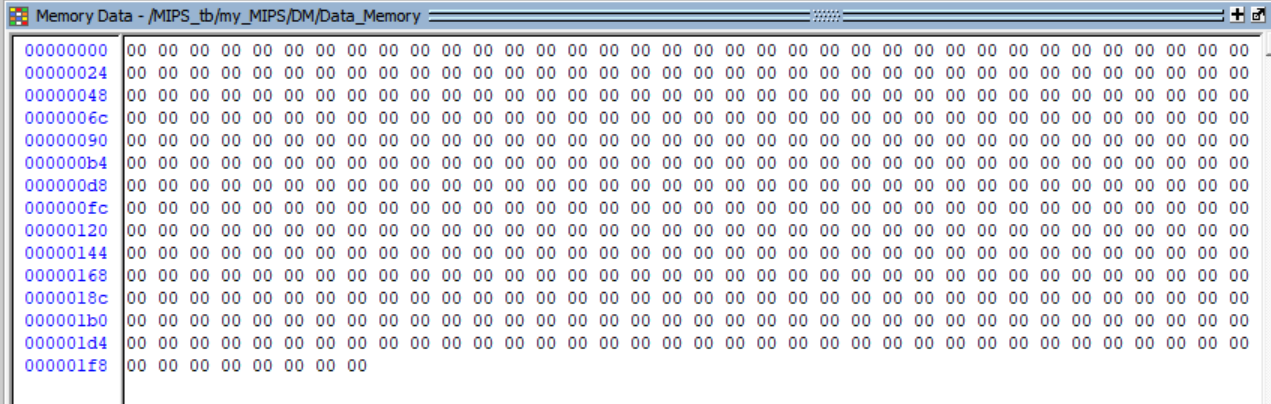 Memory Data - /MIPS_tb/my_MIPS/DM/Data_Memory
00000000 00 00 00 00 00 00 00 00 00 00 00 00 00 00 00 00 00 00 00 00 00 00 00 00 00 00 00 00 00 00 00 00 00 00 00 00
00000024 00 00 00 00 00 00 00 00 00 00 00 00 00 00 00 00 00 00 00 00 00 00 00 00 00 00 00 00 00 00 00 00 00 00 00 00
00000048 00 00 00 00 00 00 00 00 00 00 00 00 00 00 00 00 00 00 00 00 00 00 00 00 00 00 00 00 00 00 00 00 00 00 00 00
0000006c 00 00 00 00 00 00 00 00 00 00 00 00 00 00 00 00 00 00 00 00 00 00 00 00 00 00 00 00 00 00 00 00 00 00 00 00
00000090 00 00 00 00 00 00 00 00 00 00 00 00 00 00 00 00 00 00 00 00 00 00 00 00 00 00 00 00 00 00 00 00 00 00 00 00
000000b4 00 00 00 00 00 00 00 00 00 00 00 00 00 00 00 00 00 00 00 00 00 00 00 00 00 00 00 00 00 00 00 00 00 00 00 00
000000d8 00 00 00 00 00 00 00 00 00 00 00 00 00 00 00 00 00 00 00 00 00 00 00 00 00 00 00 00 00 00 00 00 00 00 00 00
000000fc 00 00 00 00 00 00 00 00 00 00 00 00 00 00 00 00 00 00 00 00 00 00 00 00 00 00 00 00 00 00 00 00 00 00 00 00
00000120 00 00 00 00 00 00 00 00 00 00 00 00 00 00 00 00 00 00 00 00 00 00 00 00 00 00 00 00 00 00 00 00 00 00 00 00
00000144 00 00 00 00 00 00 00 00 00 00 00 00 00 00 00 00 00 00 00 00 00 00 00 00 00 00 00 00 00 00 00 00 00 00 00 00
00000168 00 00 00 00 00 00 00 00 00 00 00 00 00 00 00 00 00 00 00 00 00 00 00 00 00 00 00 00 00 00 00 00 00 00 00 00
0000018c 00 00 00 00 00 00 00 00 00 00 00 00 00 00 00 00 00 00 00 00 00 00 00 00 00 00 00 00 00 00 00 00 00 00 00 00
000001b0 00 00 00 00 00 00 00 00 00 00 00 00 00 00 00 00 00 00 00 00 00 00 00 00 00 00 00 00 00 00 00 00 00 00 00 00
000001d4 00 00 00 00 00 00 00 00 00 00 00 00 00 00 00 00 00 00 00 00 00 00 00 00 00 00 00 00 00 00 00 00 00 00 00 00
000001f8 00 00 00 00 00 00 00 00